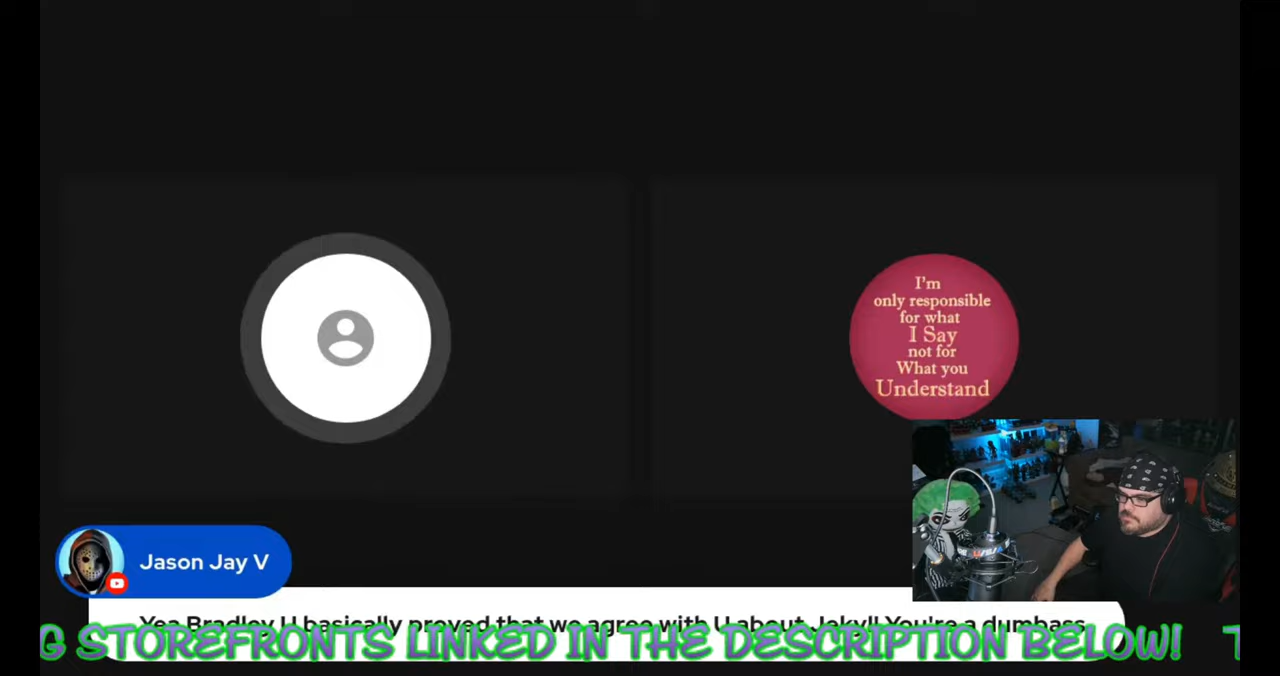 I'm
only responsible
for what
I Say
not for
What you
Understand
Jason Jay V
Yea Bradley U basically proved that we agree with U about Jekyll You're a dumbass
G STOREFRONTS LINKED IN THE DESCRIPTION BELOW! T